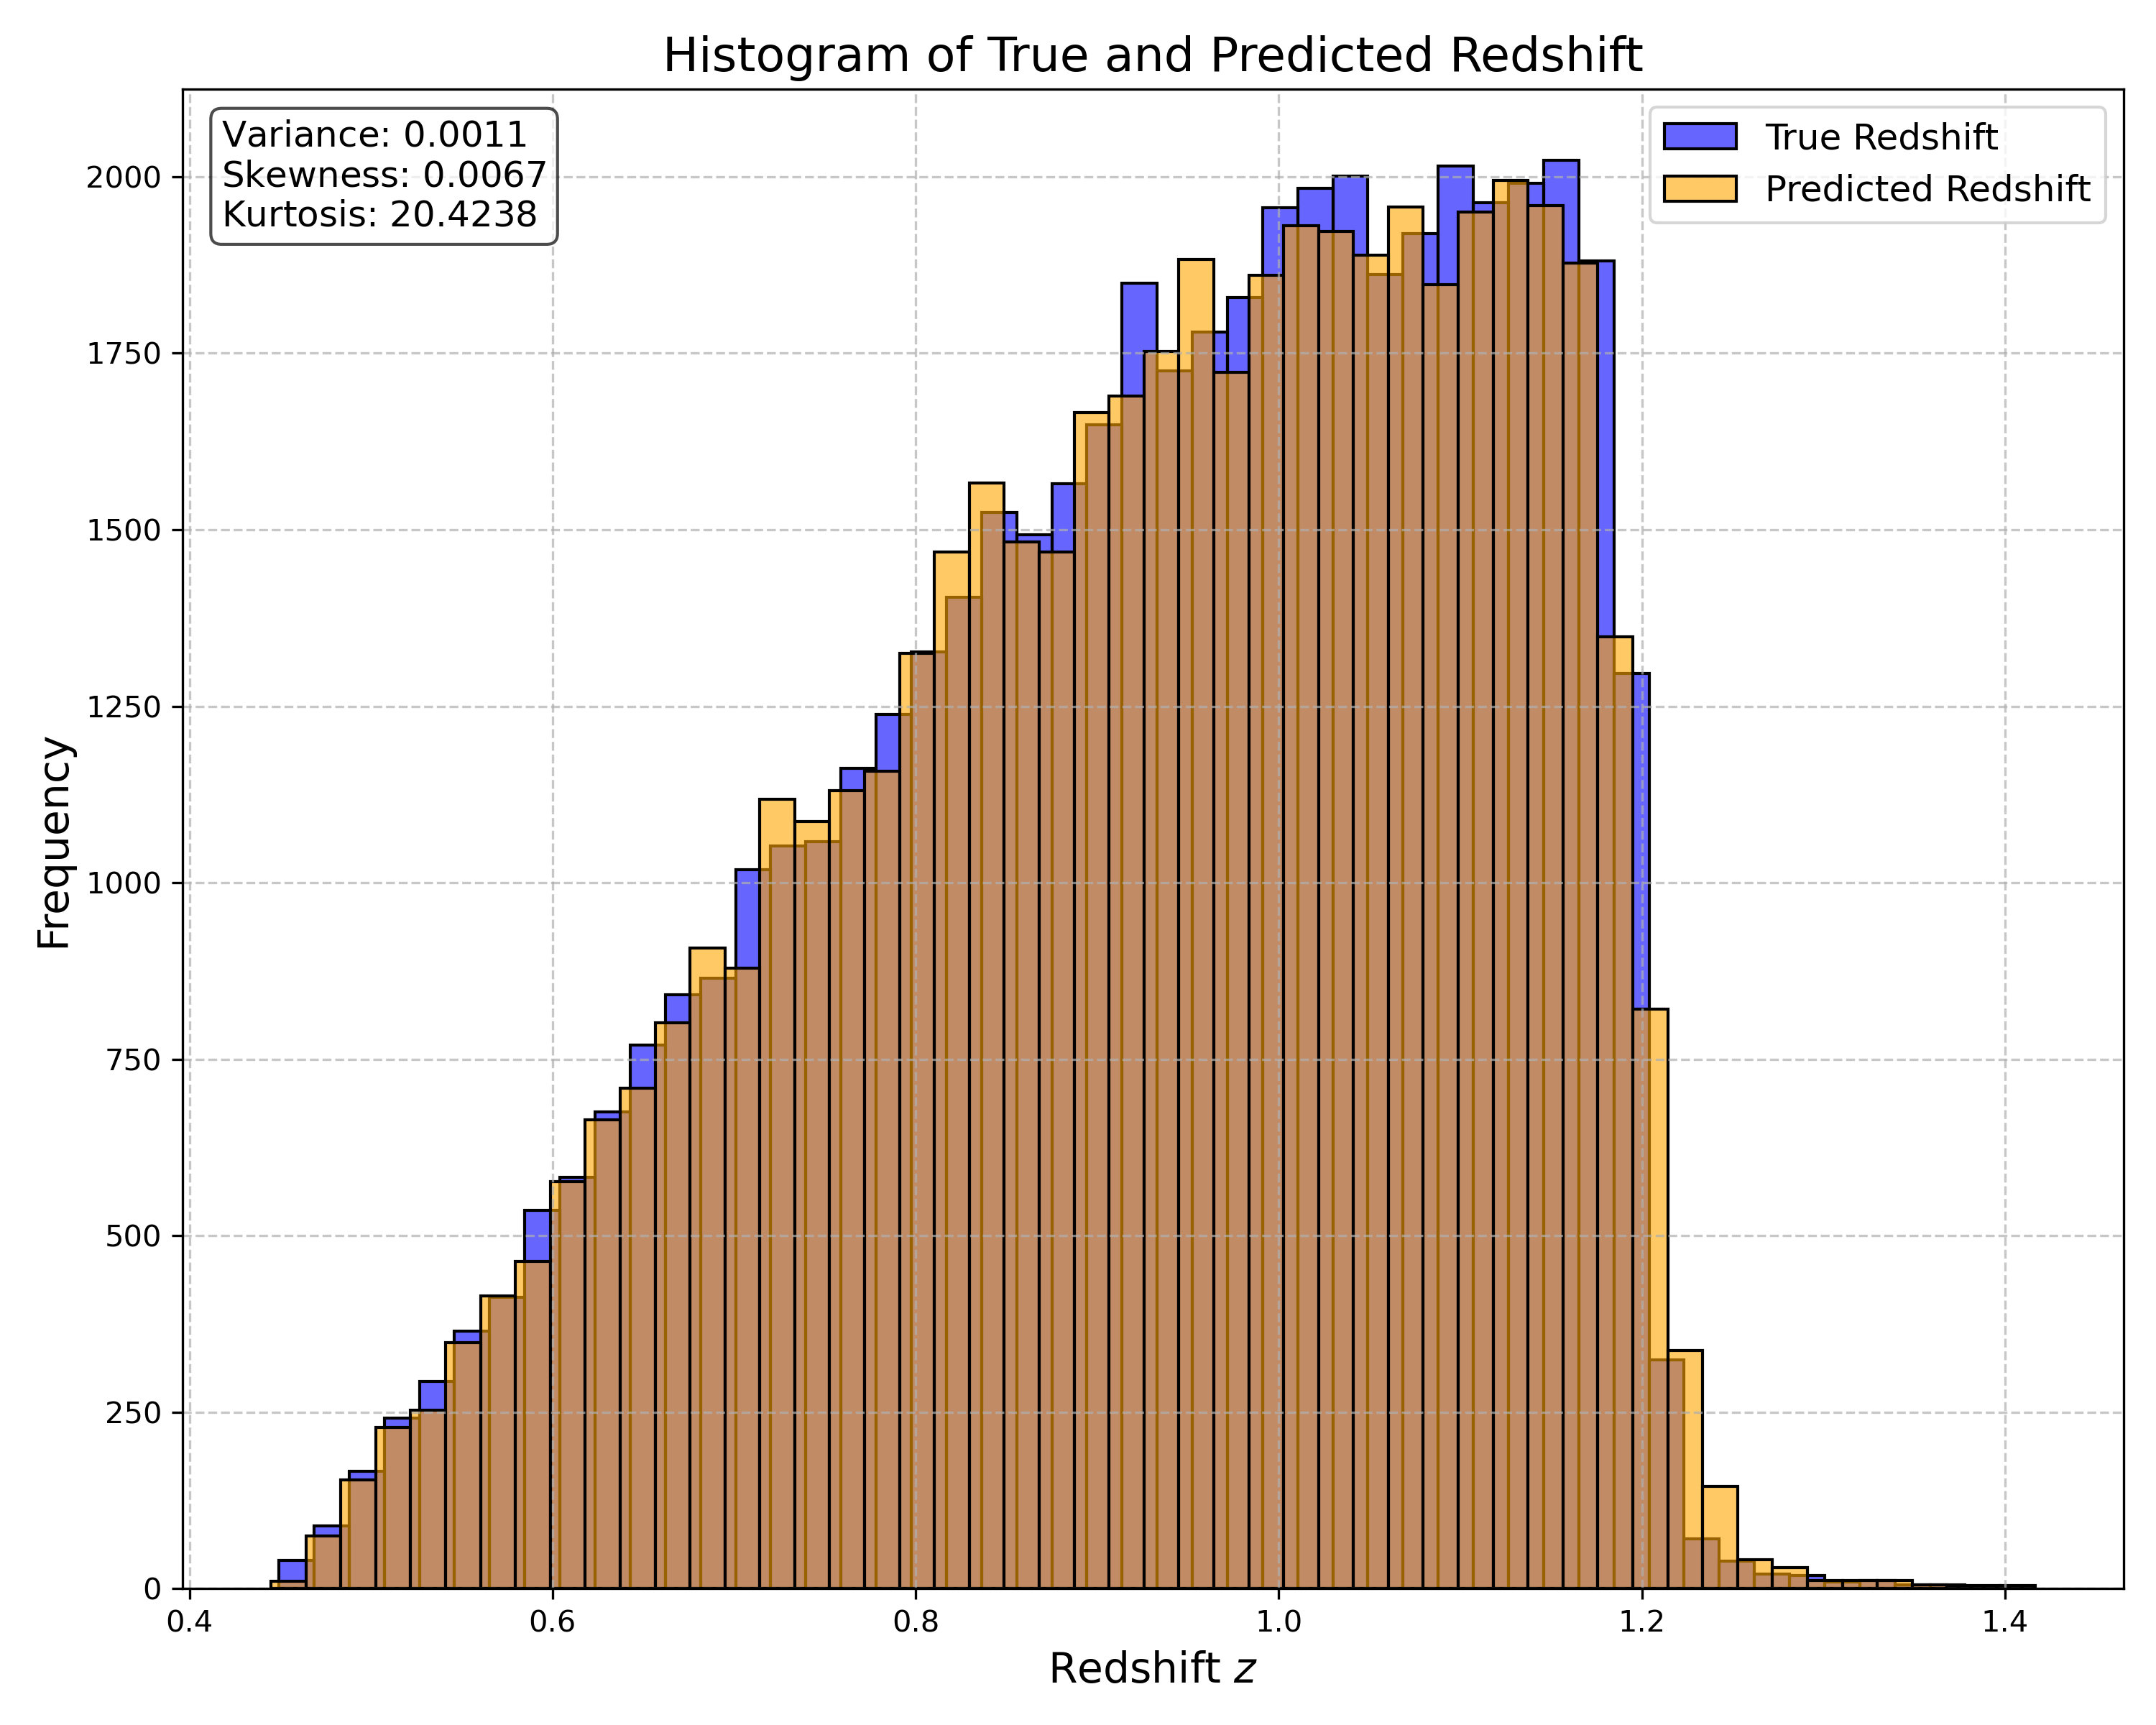 Histogram of True and Predicted Redshift
Variance: 0.0011
Skewness: 0.0067
Kurtosis: 20.4238
True Redshift
Predicted Redshift
Frequency
2000
1750
1500
1250
1000
750
500
250
0
0.4 0.6 0.8 1.0 1.2 1.4
Redshift z